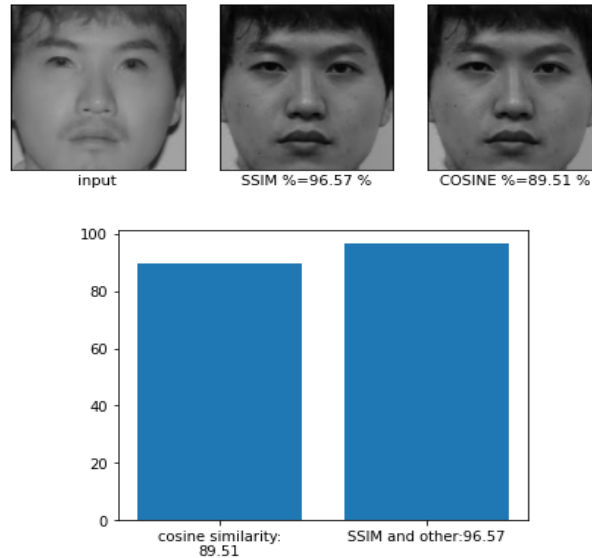 input
SSIM %=96.57 %
COSINE %=89.51 %
100
80
60
40
20
0
cosine similarity:
89.51
SSIM and other:96.57